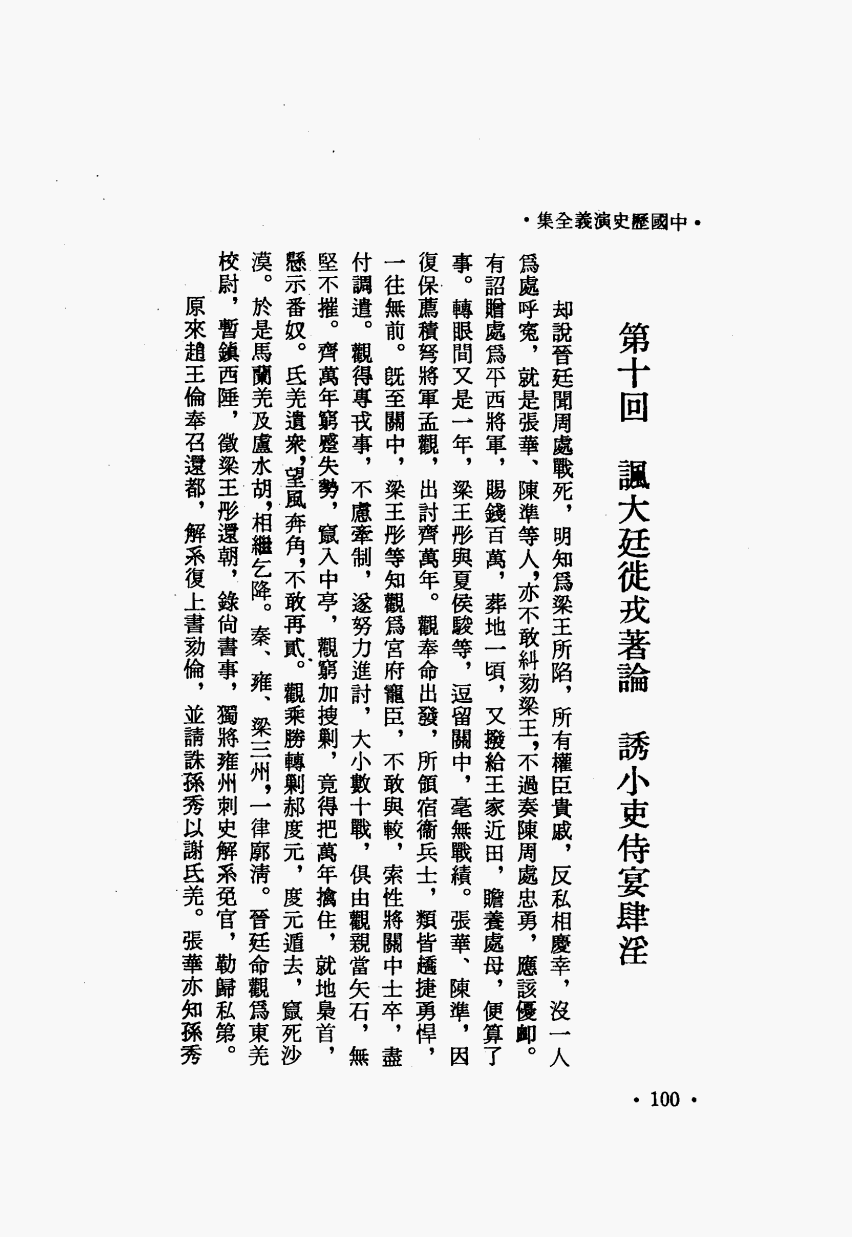 •中國歷史演義全集•
第十回　諷大廷徙戎著論　誘小吏侍宴肆淫
却說晉廷聞周處戰死，明知爲梁王所陷，所有權臣貴戚，反私相慶幸，沒一人
爲處呼寃，就是張華、陳準等人，亦不敢糾劾梁王，不過奏陳周處忠勇，應該優卹。
有詔贈處爲平西將軍，賜錢百萬，葬地一頃，又撥給王家近田，贍養處母，便算了
事。轉眼間又是一年，梁王肜與夏侯駿等，逗留關中，毫無戰績。張華、陳準，因
復保薦積弩將軍孟觀，出討齊萬年。觀奉命出發，所領宿衞兵士，類皆趫捷勇悍，
一往無前。旣至關中，梁王肜等知觀爲宮府寵臣，不敢與較，索性將關中士卒，盡
付調遣。觀得專戎事，不慮牽制，遂努力進討，大小數十戰，俱由觀親當矢石，無
堅不摧。齊萬年窮蹙失勢，竄入中亭，觀窮加搜剿，竟得把萬年擒住，就地梟首，
懸示番奴。氐羌遺衆，望風奔角，不敢再貳。觀乘勝轉剿郝度元，度元遁去，竄死沙
漠。於是馬蘭羌及盧水胡，相繼乞降。秦、雍、梁三州，一律廓淸。晉廷命觀爲東羌
校尉，暫鎭西陲，徵梁王肜還朝，錄尙書事，獨將雍州刺史解系免官，勒歸私第。
原來趙王倫奉召還都，解系復上書劾倫，並請誅孫秀以謝氐羌。張華亦知孫秀
•100•